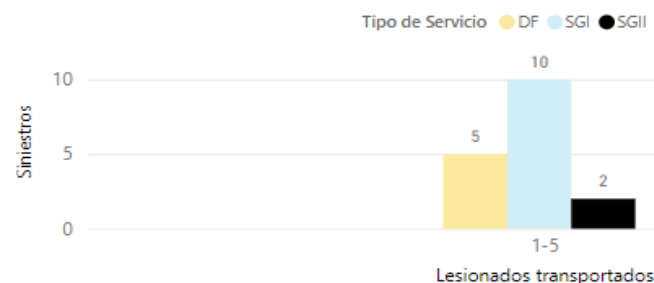 Tipo de Servicio DF SGI SGII
10
10
5
5
2
0
Siniestros
1-5
Lesionados transportados